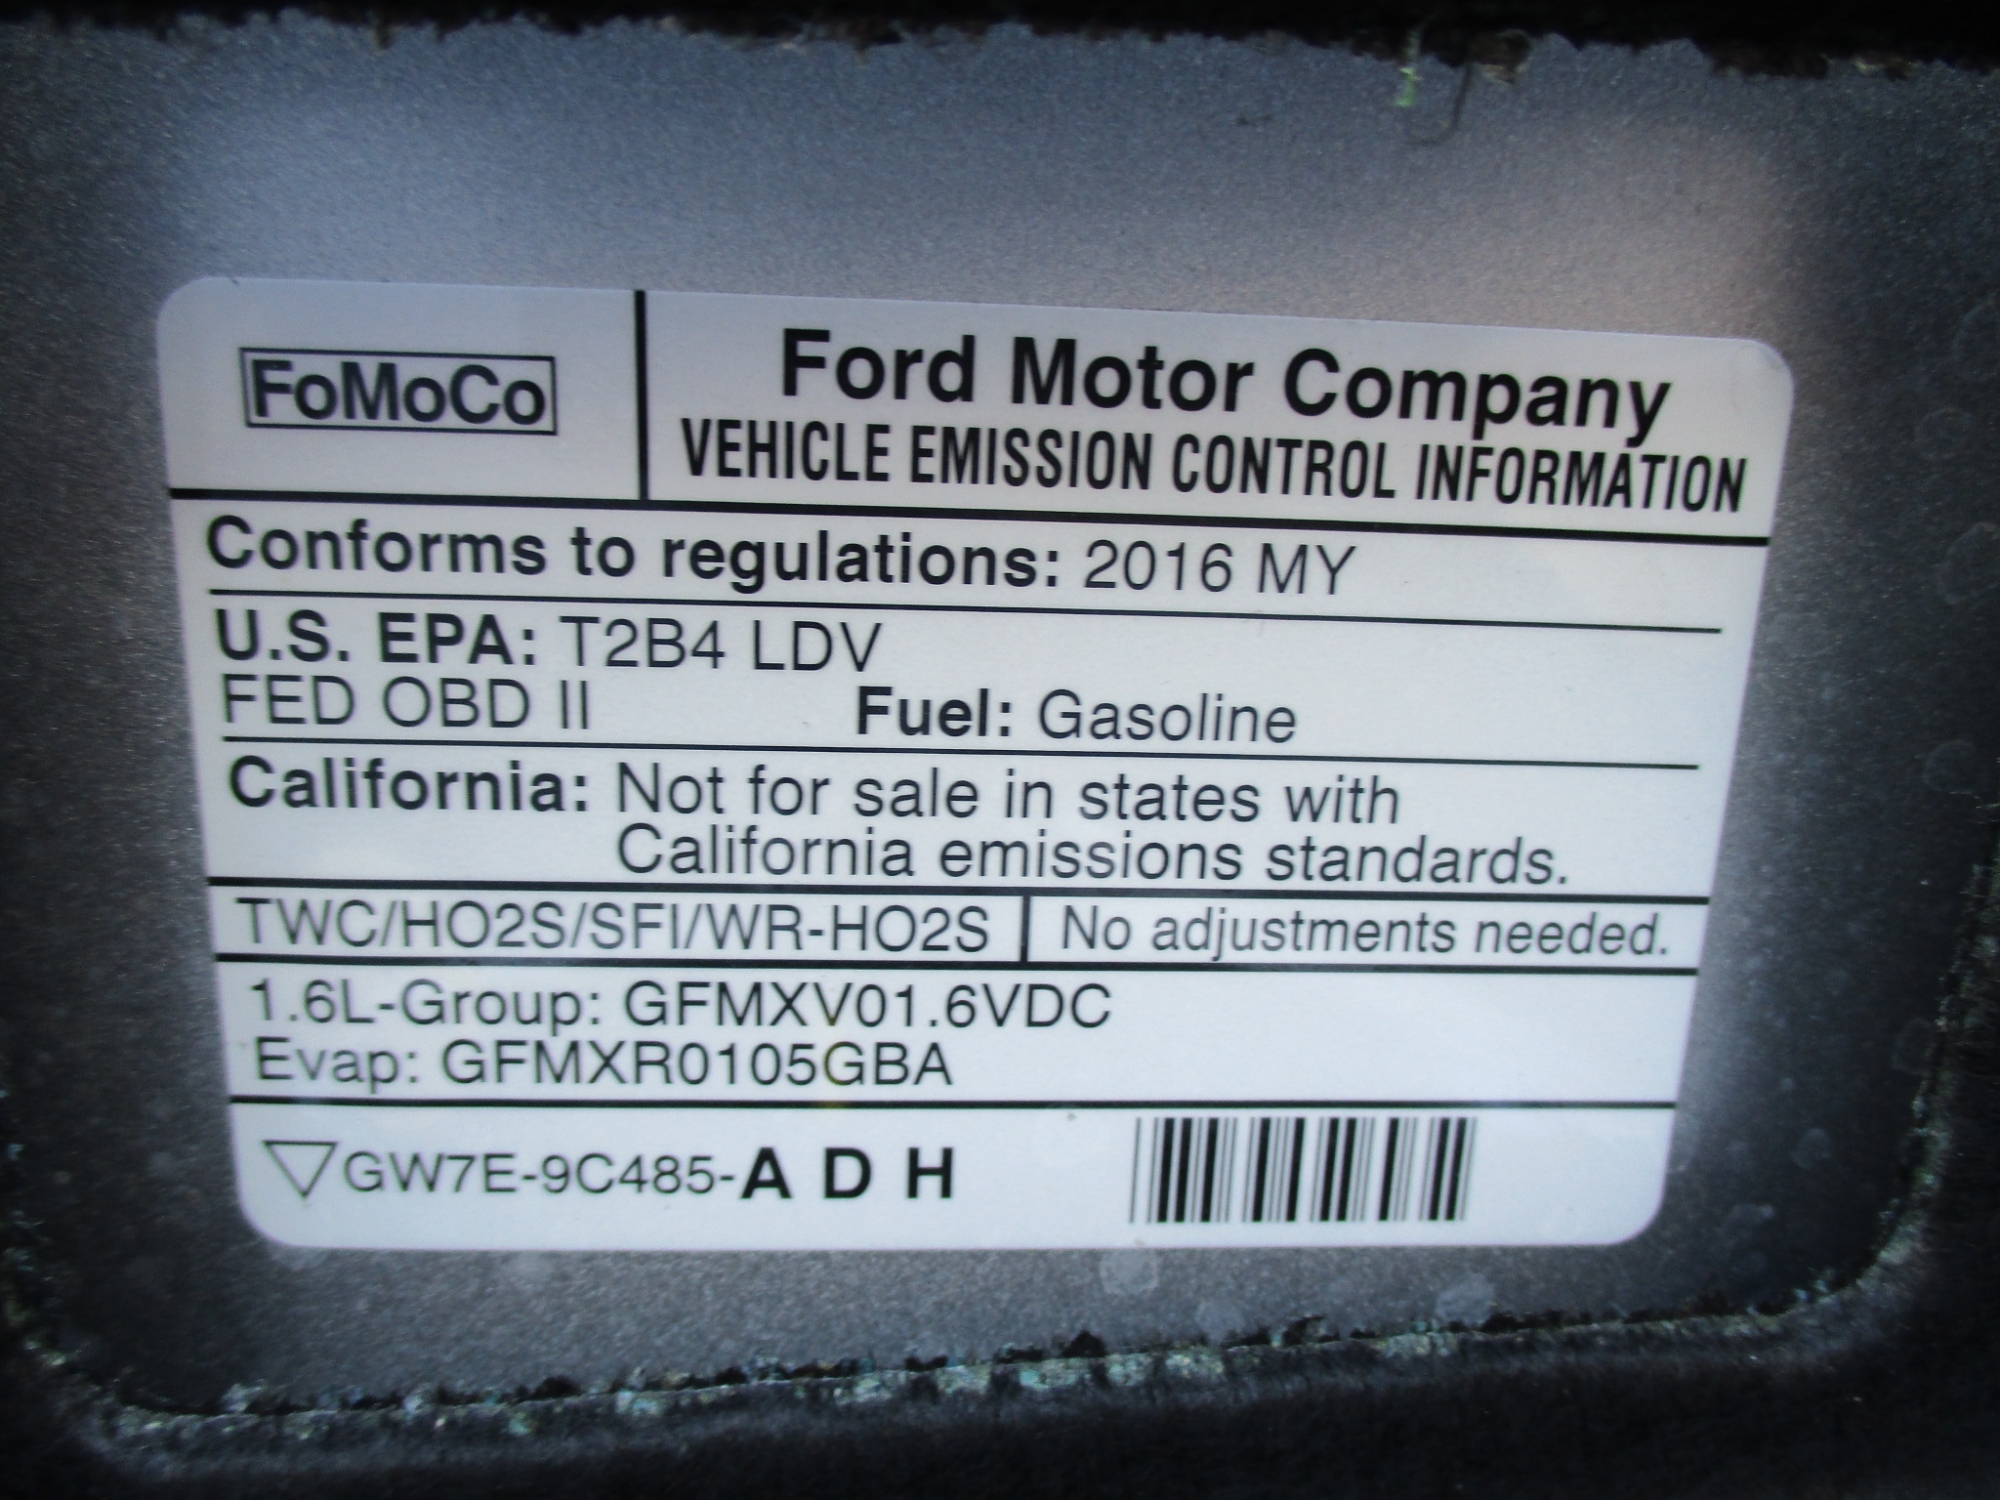 FoMoCo
Ford Motor Company
VEHICLE EMISSION CONTROL INFORMATION
Conforms to regulations: 2016 MY
U.S. EPA: T2B4 LDV
FED OBD II Fuel: Gasoline
California: Not for sale in states with
California emissions standards.
TWC/HO2S/SFI/WR-HO2S No adjustments needed.
1.6L-Group: GFMXV01.6VDC
Evap: GFMXR0105GBA
GW7E-9C485-A D H